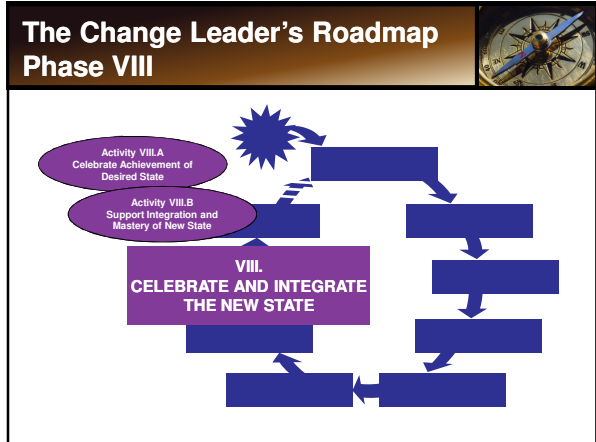 The Change Leader's Roadmap
Phase VIII
Activity VIII.A
Celebrate Achievement of
Desired State
Activity VIII.B
Support Integration and
Mastery of New State
VIII.
CELEBRATE AND INTEGRATE
THE NEW STATE